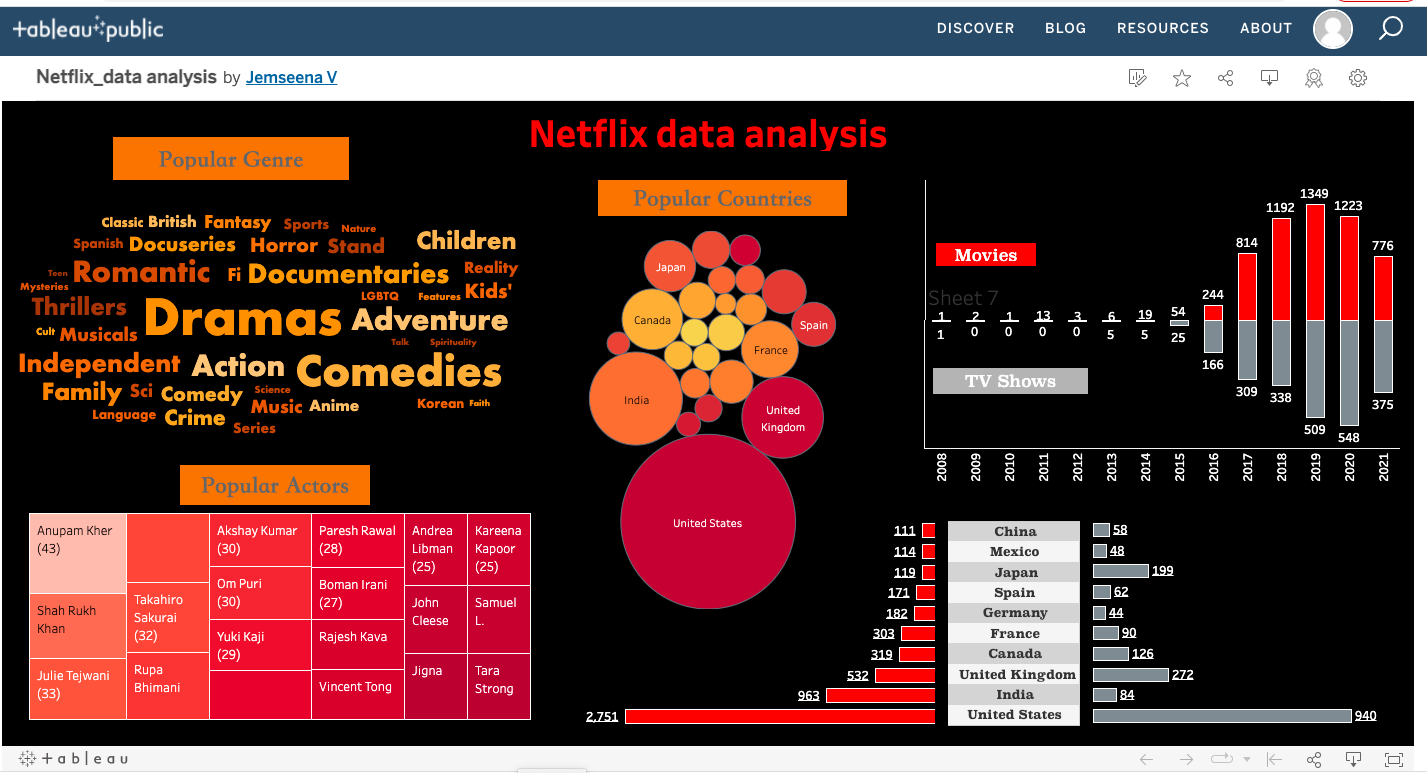 +ableau public
DISCOVER BLOG RESOURCES ABOUT
Netflix_data analysis by Jemseena V
Netflix data analysis
Popular Genre
Classic British Fantasy Sports Nature
Spanish Docuseries Horror Stand Children
Teen Romantic Fi Documentaries Reality
Mysteries LGBTQ Features Kids'
Thrillers Dramas Adventure
Cult Musicals Talk Spirituality
Independent Action Comedies
Family Sci Comedy Science
Language Crime Music Anime Korean Faith
Series
Popular Countries
Japan
Canada
Spain
France
India
United
Kingdom
United States
Movies
Sheet 7
TV Shows
1 2 1 13 3 6 19 54 244 814 1192 1349 1223 776
1 0 0 0 0 5 5 25 166 309 338 509 548 375
2008 2009 2010 2011 2012 2013 2014 2015 2016 2017 2018 2019 2020 2021
Popular Actors
Anupam Kher
(43)
Shah Rukh
Khan
Julie Tejwani
(33)
Takahiro
Sakurai
(32)
Rupa
Bhimani
Akshay Kumar
(30)
Om Puri
(30)
Yuki Kaji
(29)
Paresh Rawal
(28)
Boman Irani
(27)
Rajesh Kava
Vincent Tong
Andrea
Libman
(25)
John
Cleese
Jigna
Kareena
Kapoor
(25)
Samuel
L.
Tara
Strong
111 China 58
114 Mexico 48
119 Japan 199
171 Spain 62
182 Germany 44
303 France 90
319 Canada 126
532 United Kingdom 272
963 India 84
2,751 United States 940
+ableau